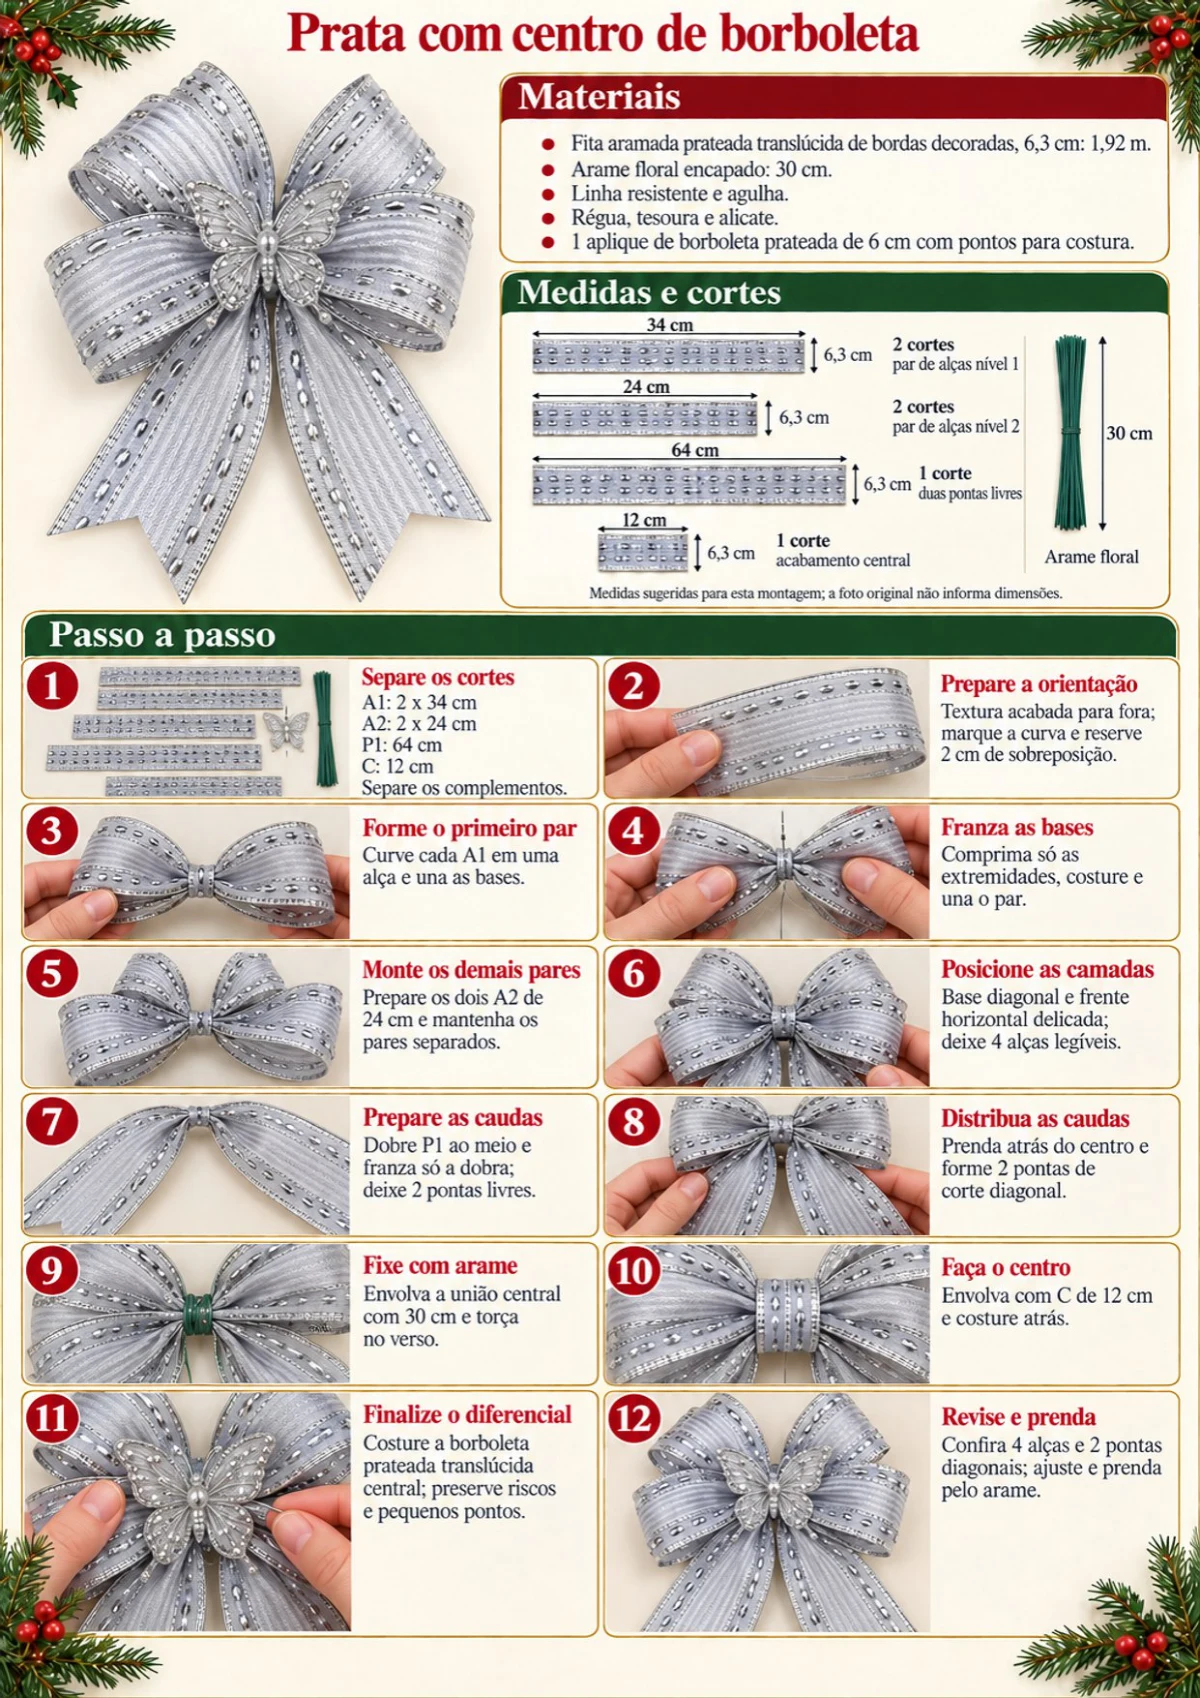 Prata com centro de borboleta
Materiais
Fita aramada prateada translúcida de bordas decoradas, 6,3 cm: 1,92 m.
Arame floral encapado: 30 cm.
Linha resistente e agulha.
Régua, tesoura e alicate.
1 aplique de borboleta prateada de 6 cm com pontos para costura.
Medidas e cortes
34 cm
6,3 cm
2 cortes
par de alças nível 1
24 cm
6,3 cm
2 cortes
par de alças nível 2
64 cm
6,3 cm
1 corte
duas pontas livres
12 cm
6,3 cm
1 corte
acabamento central
30 cm
Arame floral
Medidas sugeridas para esta montagem; a foto original não informa dimensões.
Passo a passo
1
Separe os cortes
A1: 2 x 34 cm
A2: 2 x 24 cm
P1: 64 cm
C: 12 cm
Separe os complementos.
2
Prepare a orientação
Textura acabada para fora;
marque a curva e reserve
2 cm de sobreposição.
3
Forme o primeiro par
Curve cada A1 em uma
alça e una as bases.
4
Franza as bases
Comprima só as
extremidades, costure e
una o par.
5
Monte os demais pares
Prepare os dois A2 de
24 cm e mantenha os
pares separados.
6
Posicione as camadas
Base diagonal e frente
horizontal delicada;
deixe 4 alças legíveis.
7
Prepare as caudas
Dobre P1 ao meio e
franza só a dobra;
deixe 2 pontas livres.
8
Distribua as caudas
Prenda atrás do centro e
forme 2 pontas de
corte diagonal.
9
Fixe com arame
Envolva a união central
com 30 cm e torça
no verso.
10
Faça o centro
Envolva com C de 12 cm
e costure atrás.
11
Finalize o diferencial
Costure a borboleta
prateada translúcida
central; preserve riscos
e pequenos pontos.
12
Revise e prenda
Confira 4 alças e 2 pontas
diagonais; ajuste e prenda
pelo arame.